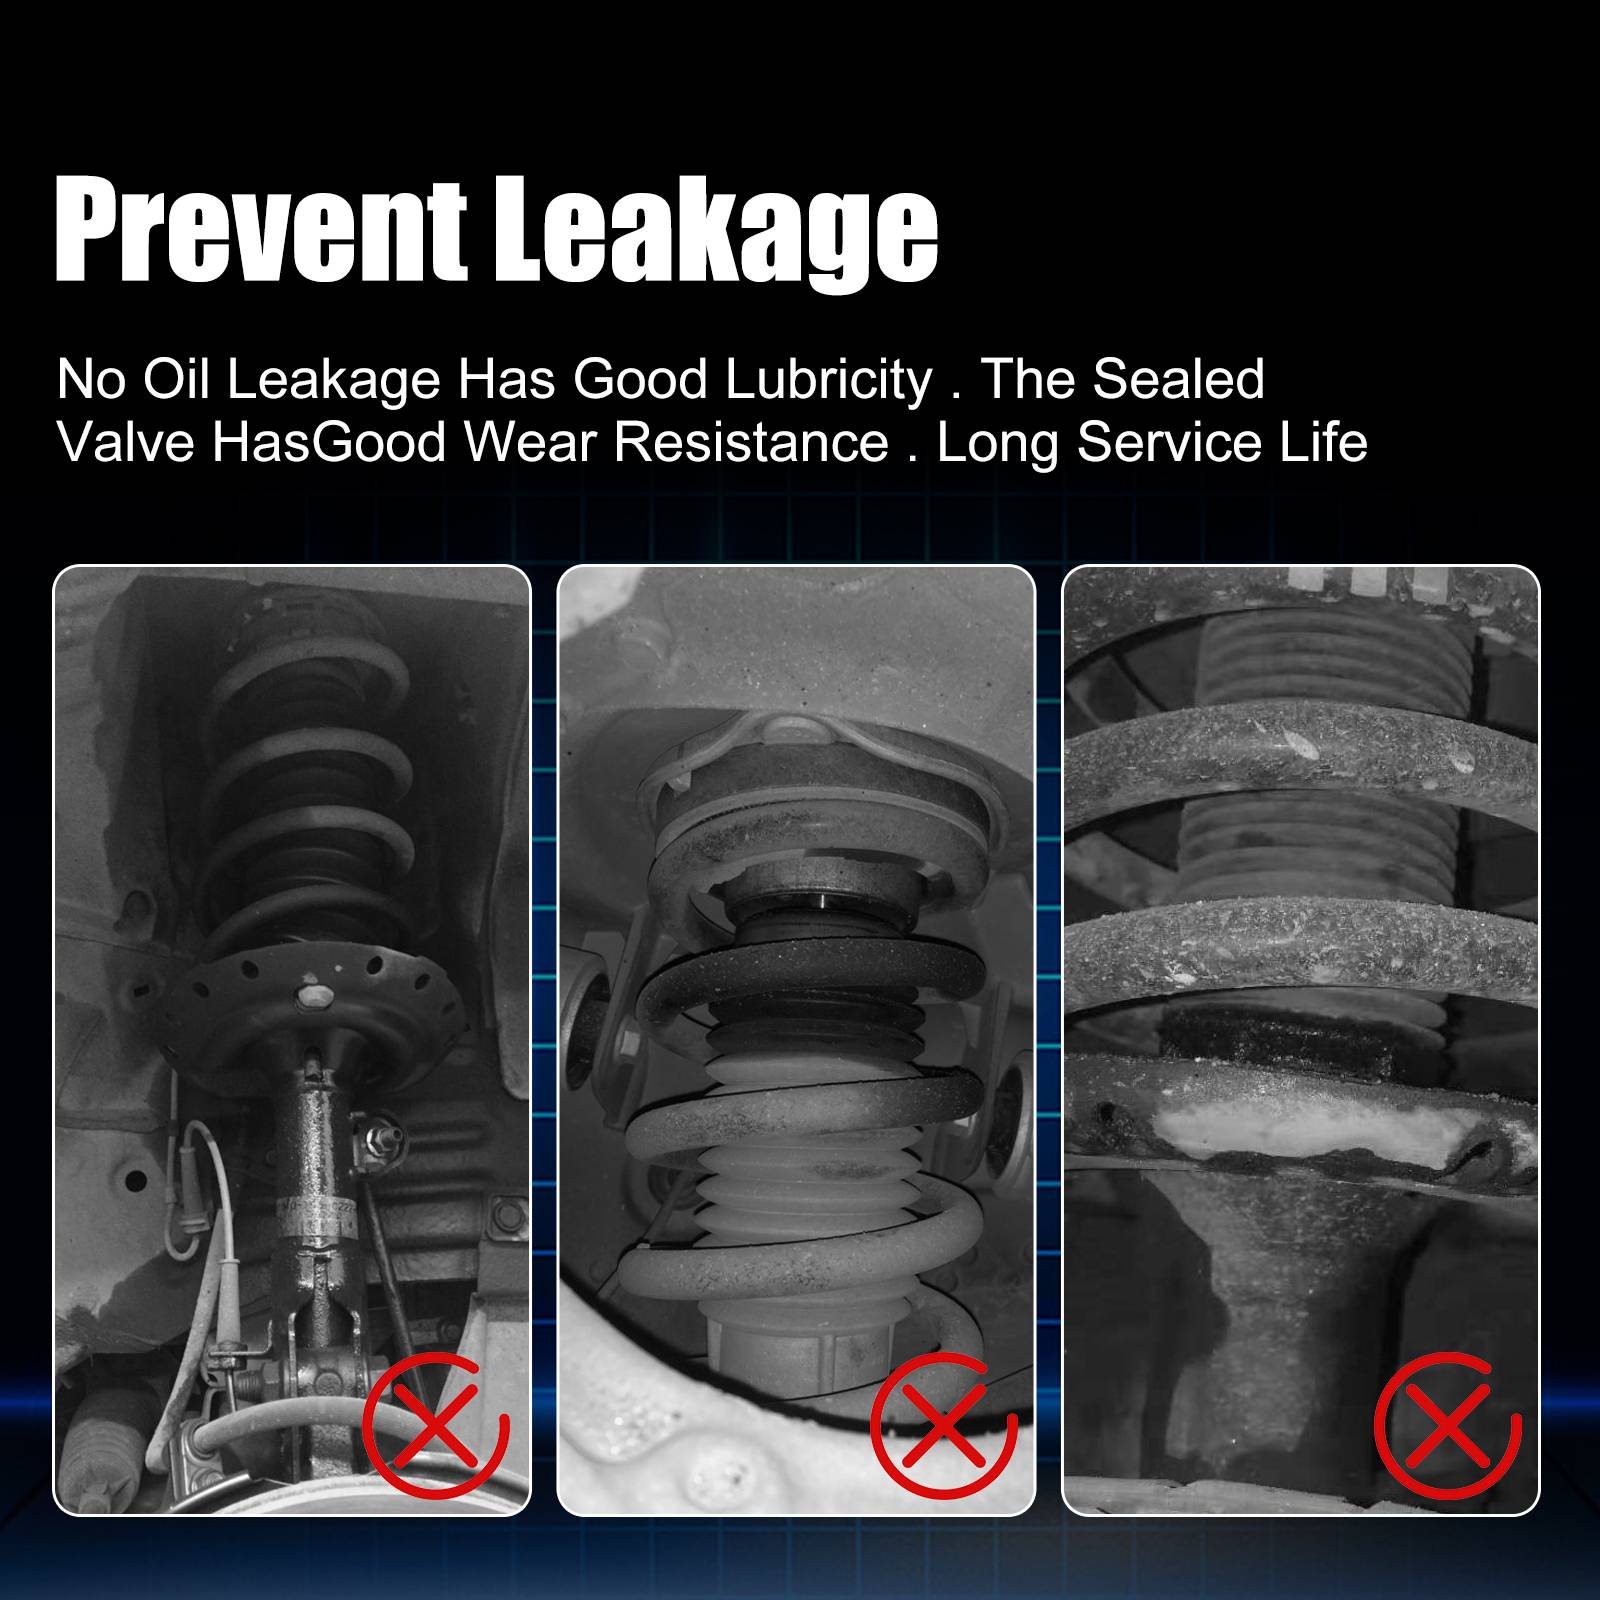 Prevent Leakage
No Oil Leakage Has Good Lubricity . The Sealed
Valve HasGood Wear Resistance . Long Service Life